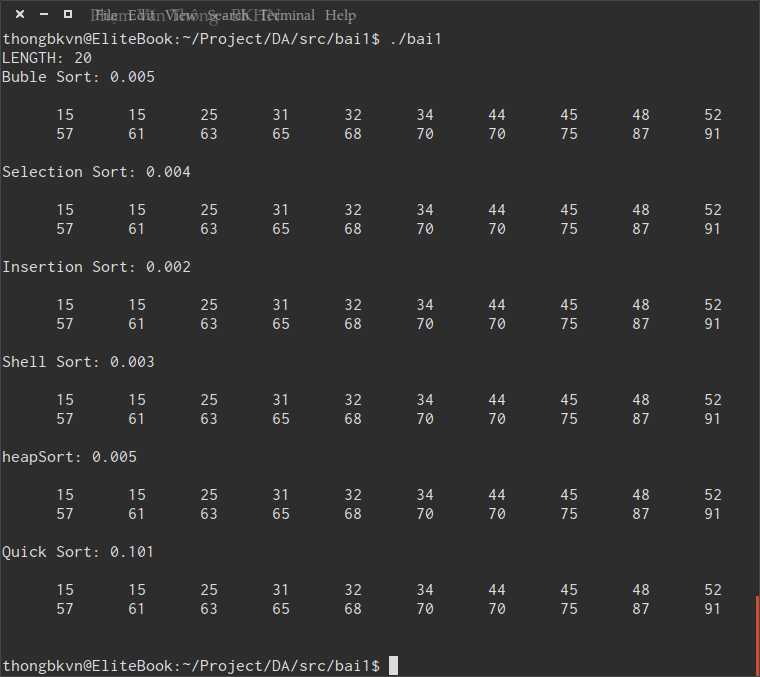 File Edit View Search Terminal Help
thongbkvn@EliteBook:~/Project/DA/src/bai1$ ./bai1
LENGTH: 20
Buble Sort: 0.005
15 15 25 31 32 34 44 45 48 52
57 61 63 65 68 70 70 75 87 91
Selection Sort: 0.004
15 15 25 31 32 34 44 45 48 52
57 61 63 65 68 70 70 75 87 91
Insertion Sort: 0.002
15 15 25 31 32 34 44 45 48 52
57 61 63 65 68 70 70 75 87 91
Shell Sort: 0.003
15 15 25 31 32 34 44 45 48 52
57 61 63 65 68 70 70 75 87 91
heapSort: 0.005
15 15 25 31 32 34 44 45 48 52
57 61 63 65 68 70 70 75 87 91
Quick Sort: 0.101
15 15 25 31 32 34 44 45 48 52
57 61 63 65 68 70 70 75 87 91
thongbkvn@EliteBook:~/Project/DA/src/bai1$